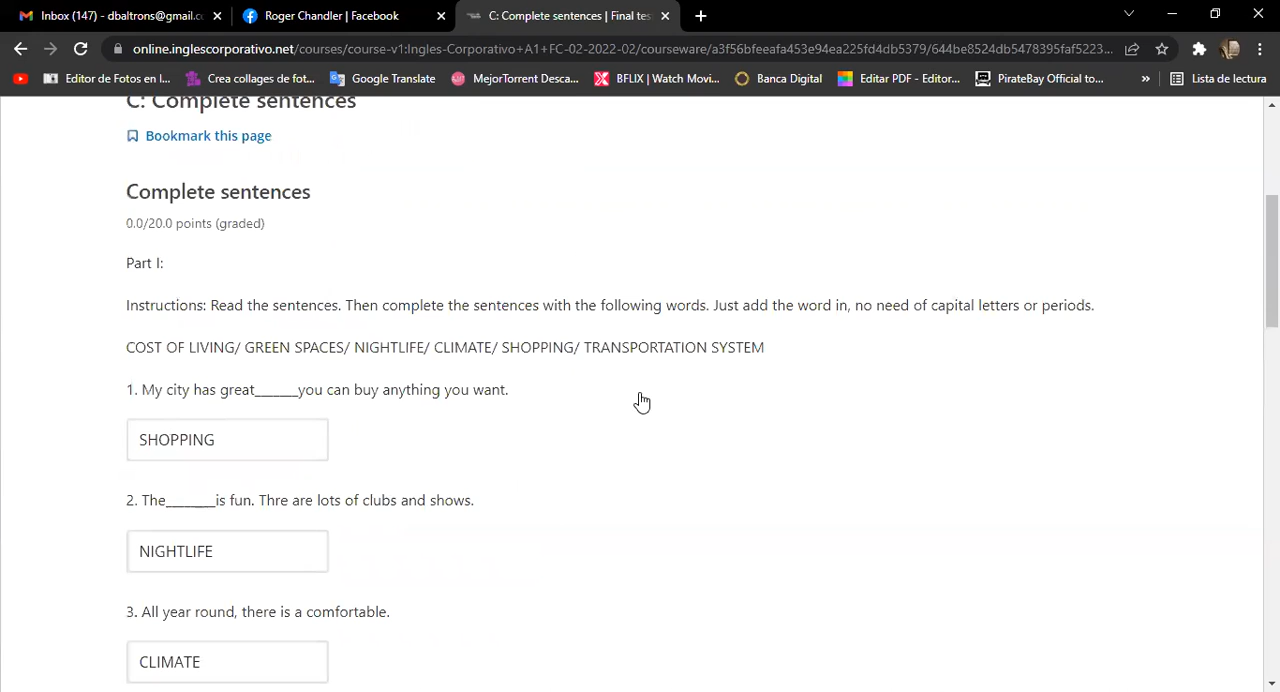 Inbox (147) - dbaltrons@gmail.c
Roger Chandler | Facebook
C: Complete sentences | Final tes
online.inglescorporativo.net/courses/course-v1:Ingles-Corporativo+A1+FC-02-2022-02/courseware/a3f56bfeeafa453e94ea225fd4db5379/644be8524db5478395faf5223...
Editor de Fotos en l...
Crea collages de fot...
Google Translate
MejorTorrent Desca...
BFLIX | Watch Movi...
Banca Digital
Editar PDF - Editor...
PirateBay Official to...
»
Lista de lectura
C: Complete sentences
Bookmark this page
Complete sentences
0.0/20.0 points (graded)
Part I:
Instructions: Read the sentences. Then complete the sentences with the following words. Just add the word in, no need of capital letters or periods.
COST OF LIVING/ GREEN SPACES/ NIGHTLIFE/ CLIMATE/ SHOPPING/ TRANSPORTATION SYSTEM
1. My city has great______you can buy anything you want.
SHOPPING
2. The_______is fun. Thre are lots of clubs and shows.
NIGHTLIFE
3. All year round, there is a comfortable.
CLIMATE